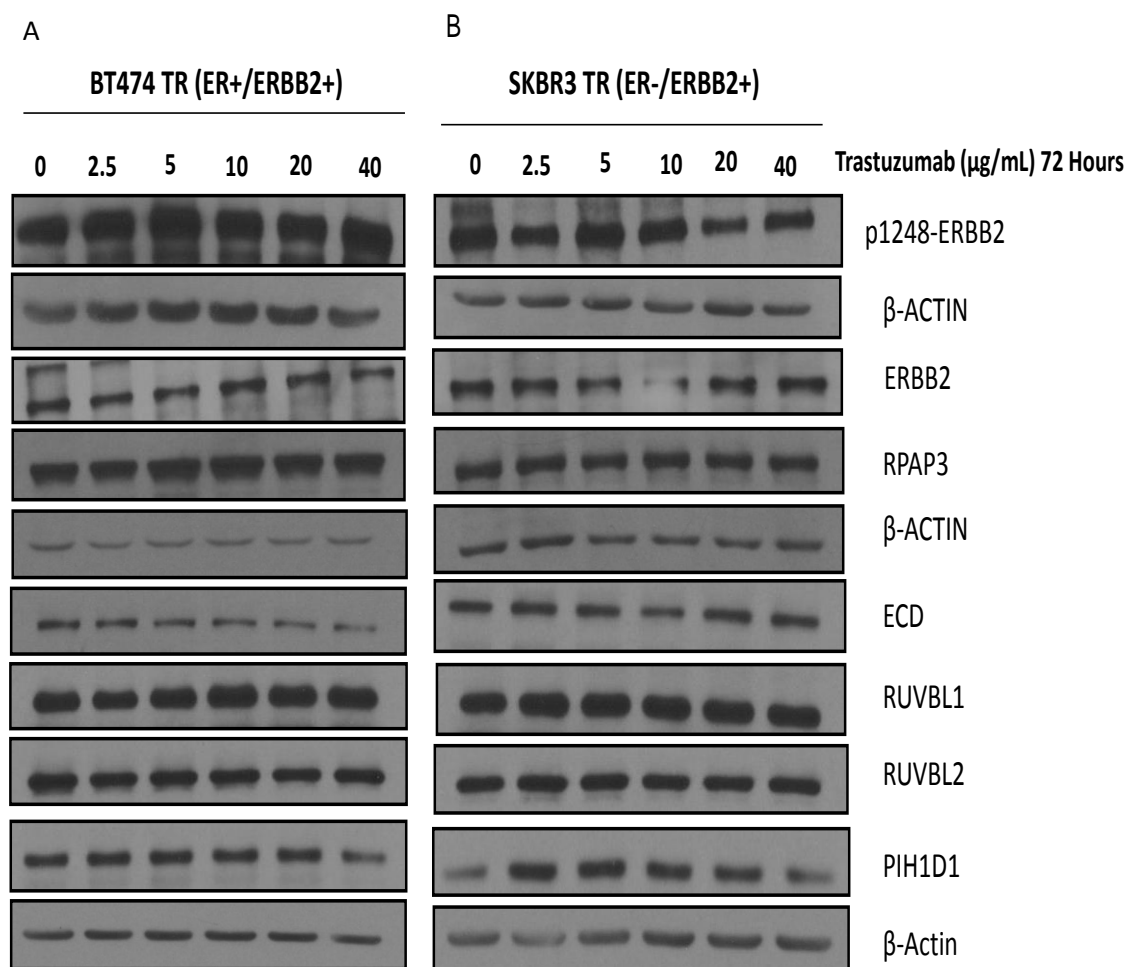 A
B
BT474 TR (ER+/ERBB2+)
SKBR3 TR (ER-/ERBB2+)
0 2.5 5 10 20 40
0 2.5 5 10 20 40
Trastuzumab (µg/mL) 72 Hours
p1248-ERBB2
β-ACTIN
ERBB2
RPAP3
β-ACTIN
ECD
RUVBL1
RUVBL2
PIH1D1
β-Actin